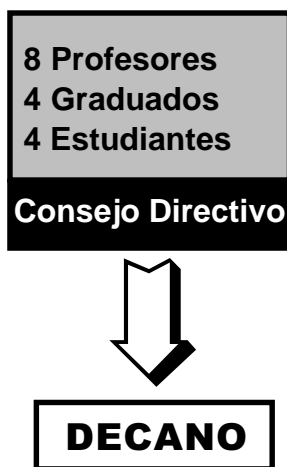 8 Profesores
4 Graduados
4 Estudiantes
Consejo Directivo
DECANO